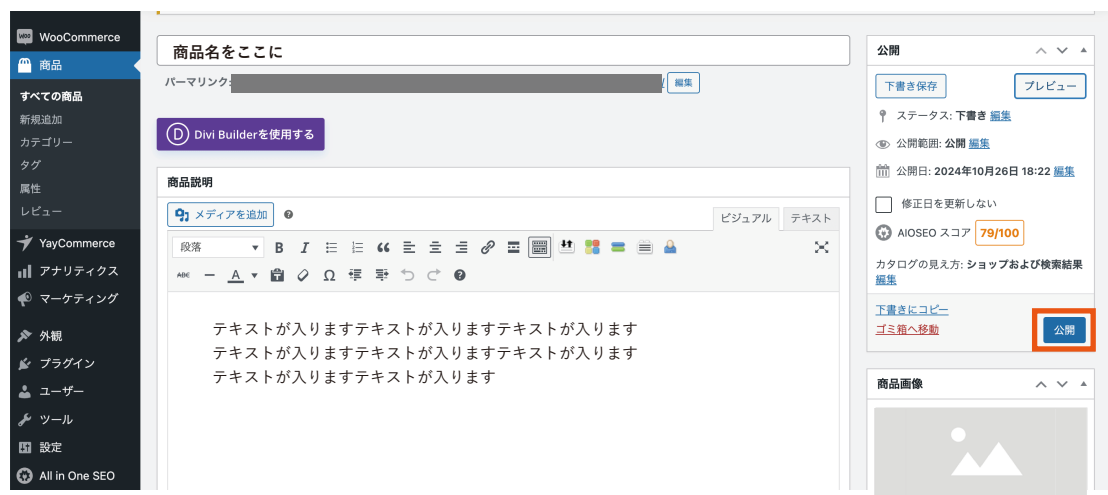 WooCommerce
商品
すべての商品
新規追加
カテゴリー
タグ
属性
レビュー
YayCommerce
アナリティクス
マーケティング
外観
プラグイン
ユーザー
ツール
設定
All in One SEO
商品名をここに
パーマリンク:
/ 編集
D Divi Builderを使用する
商品説明
メディアを追加
ビジュアル テキスト
段落
B I
ABC A Ω
テキストが入りますテキストが入りますテキストが入ります
テキストが入りますテキストが入りますテキストが入ります
テキストが入りますテキストが入ります
公開
下書き保存 プレビュー
ステータス: 下書き 編集
公開範囲: 公開 編集
公開日: 2024年10月26日 18:22 編集
修正日を更新しない
AIOSEO スコア 79/100
カタログの見え方: ショップおよび検索結果
編集
下書きにコピー
ゴミ箱へ移動 公開
商品画像